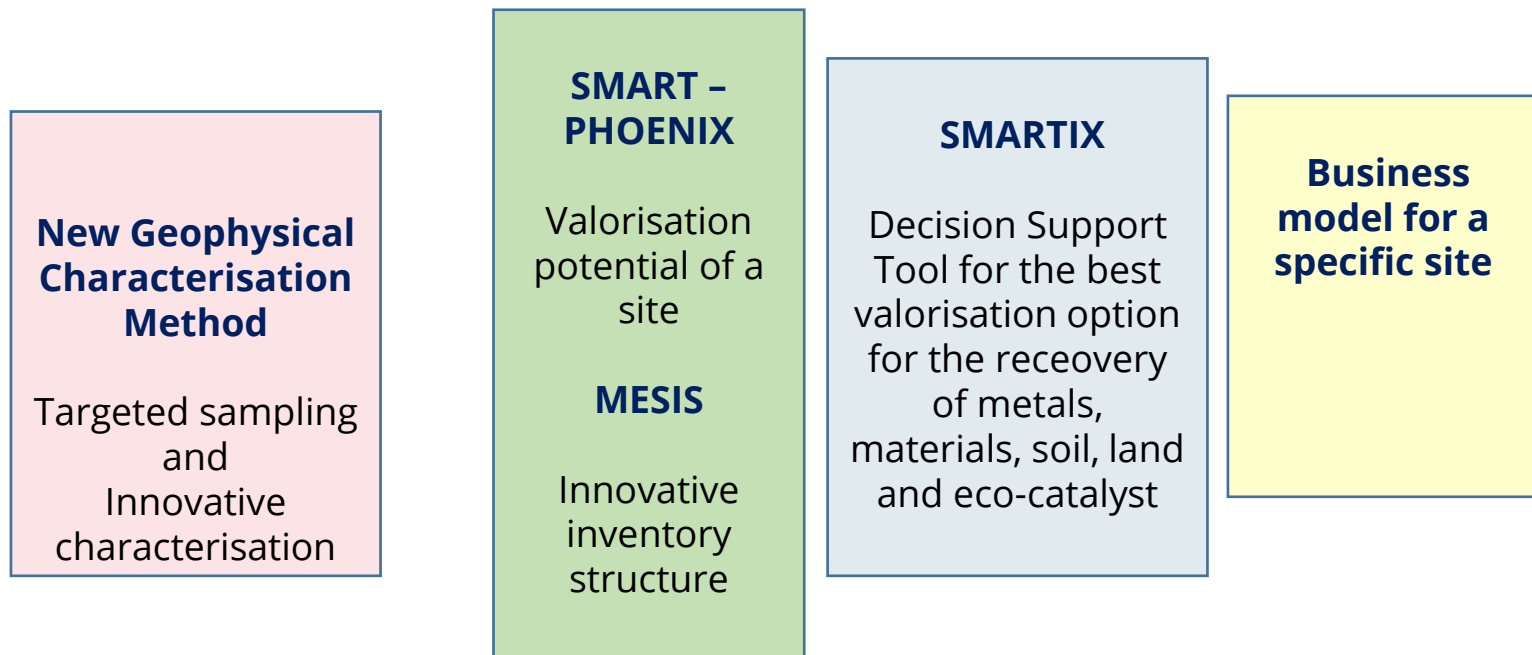 New Geophysical
Characterisation
Method
Targeted sampling
and
Innovative
characterisation
SMART –
PHOENIX
Valorisation
potential of a
site
MESIS
Innovative
inventory
structure
SMARTIX
Decision Support
Tool for the best
valorisation option
for the receovery
of metals,
materials, soil, land
and eco-catalyst
Business
model for a
specific site